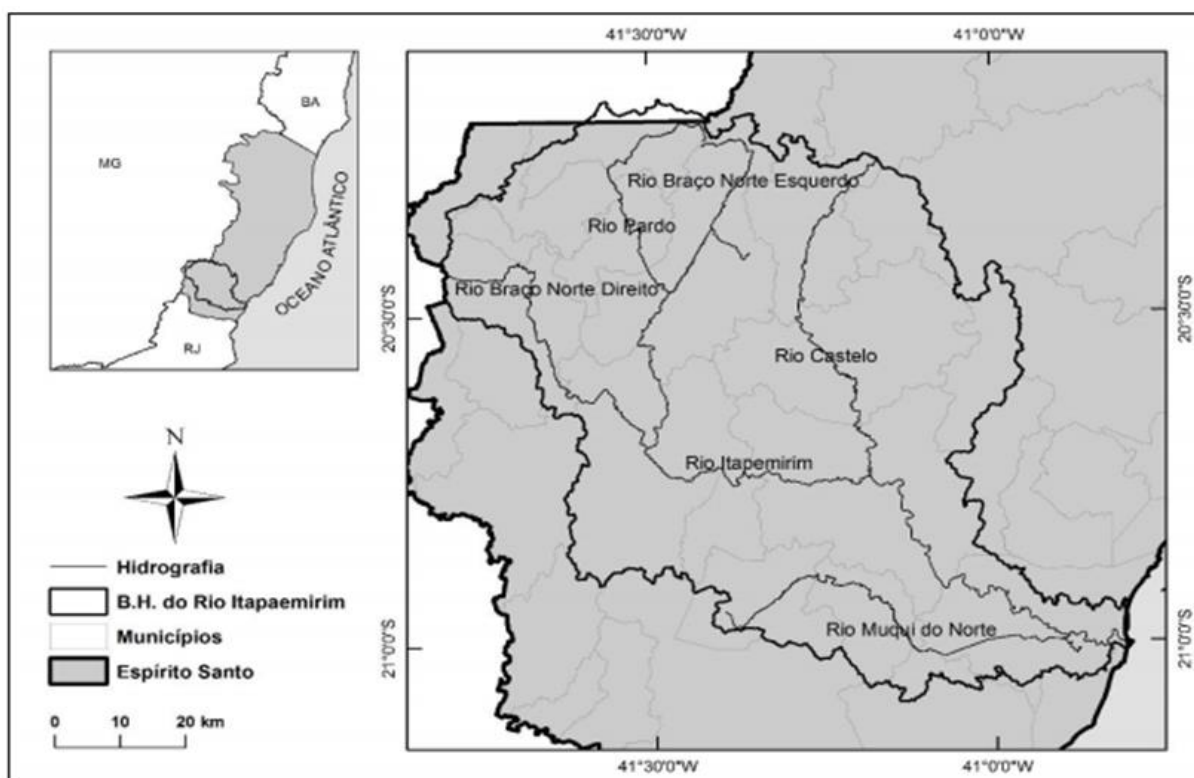 41°30'0"W
41°0'0"W
BA
MG
OCEANO ATLÂNTICO
RJ
Rio Braço Norte Esquerdo
Rio Pardo
Rio Braço Norte Direito
20°30'0"S
20°30'0"S
Rio Castelo
Rio Itapemirim
N
Hidrografia
B.H. do Rio Itapaemirim
Municípios
Espírito Santo
0 10 20 km
Rio Muqui do Norte
21°0'0"S
21°0'0"S
41°30'0"W
41°0'0"W